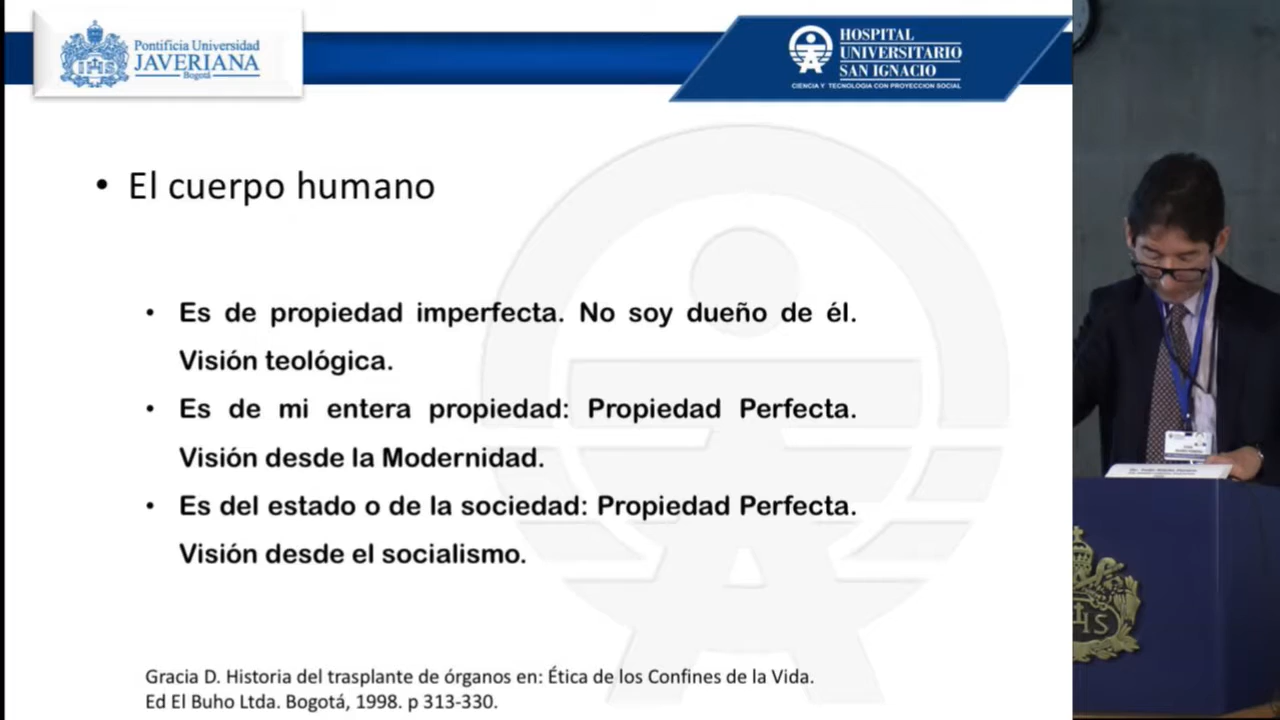 Pontificia Universidad
JAVERIANA
Bogotá
HOSPITAL
UNIVERSITARIO
SAN IGNACIO
CIENCIA Y TECNOLOGIA CON PROYECCION SOCIAL
• El cuerpo humano
• Es de propiedad imperfecta. No soy dueño de él.
Visión teológica.
• Es de mi entera propiedad: Propiedad Perfecta.
Visión desde la Modernidad.
• Es del estado o de la sociedad: Propiedad Perfecta.
Visión desde el socialismo.
Gracia D. Historia del trasplante de órganos en: Ética de los Confines de la Vida.
Ed El Buho Ltda. Bogotá, 1998. p 313-330.
IHS